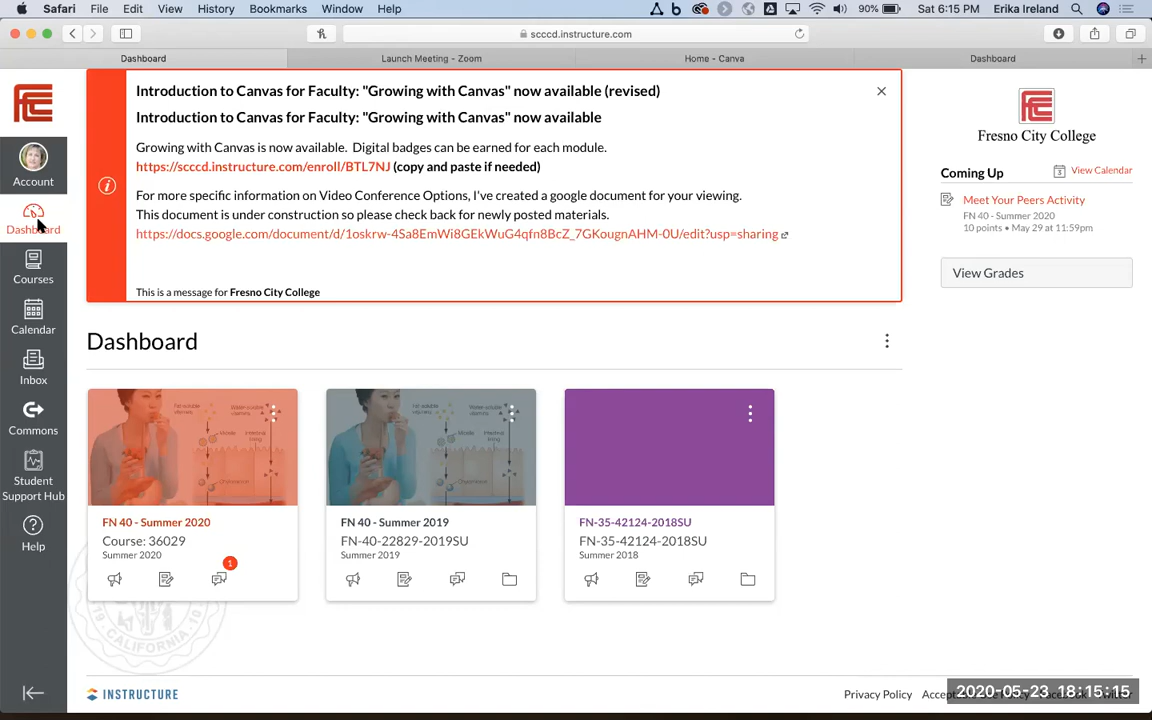 Safari File Edit View History Bookmarks Window Help
90% Sat 6:15 PM Erika Ireland
scccd.instructure.com
Dashboard
Launch Meeting - Zoom
Home - Canva
Dashboard
Introduction to Canvas for Faculty: "Growing with Canvas" now available (revised)
Introduction to Canvas for Faculty: "Growing with Canvas" now available
Growing with Canvas is now available. Digital badges can be earned for each module.
https://scccd.instructure.com/enroll/BTL7NJ (copy and paste if needed)
For more specific information on Video Conference Options, I've created a google document for your viewing.
This document is under construction so please check back for newly posted materials.
https://docs.google.com/document/d/1oskrw-4Sa8EmWi8GEkWuG4qfn8BcZ_7GKougnAHM-0U/edit?usp=sharing
This is a message for Fresno City College
Account
Dashboard
Courses
Calendar
Inbox
Commons
Student
Support Hub
Help
Dashboard
FN 40 - Summer 2020
Course: 36029
Summer 2020
1
FN 40 - Summer 2019
FN-40-22829-2019SU
Summer 2019
FN-35-42124-2018SU
FN-35-42124-2018SU
Summer 2018
Fresno City College
Coming Up
3
View Calendar
Meet Your Peers Activity
FN 40 - Summer 2020
10 points • May 29 at 11:59pm
View Grades
INSTRUCTURE
Privacy Policy
2020-05-23 18:15:15